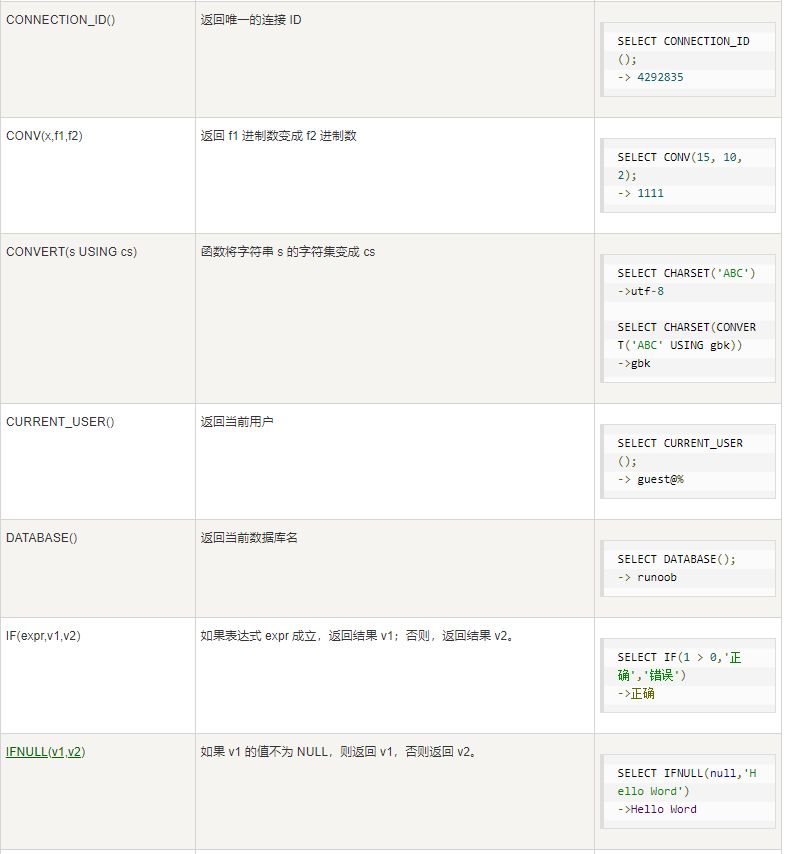 CONNECTION_ID()
返回唯一的连接 ID
SELECT CONNECTION_ID
();
-> 4292835
CONV(x,f1,f2)
返回 f1 进制数变成 f2 进制数
SELECT CONV(15, 10,
2);
-> 1111
CONVERT(s USING cs)
函数将字符串 s 的字符集变成 cs
SELECT CHARSET('ABC')
->utf-8
SELECT CHARSET(CONVER
T('ABC' USING gbk))
->gbk
CURRENT_USER()
返回当前用户
SELECT CURRENT_USER
();
-> guest@%
DATABASE()
返回当前数据库名
SELECT DATABASE();
-> runoob
IF(expr,v1,v2)
如果表达式 expr 成立，返回结果 v1；否则，返回结果 v2。
SELECT IF(1 > 0,'正
确','错误')
->正确
IFNULL(v1,v2)
如果 v1 的值不为 NULL，则返回 v1，否则返回 v2。
SELECT IFNULL(null,'H
ello Word')
->Hello Word